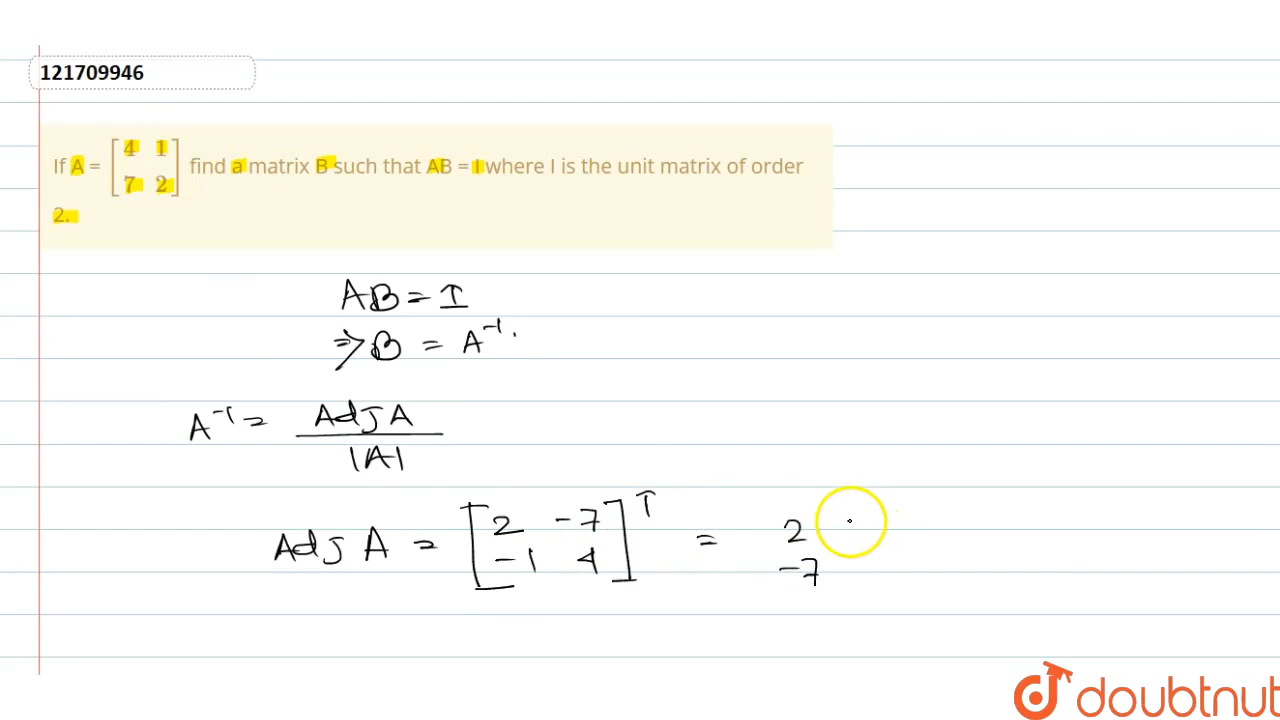 121709946
If A = [4 1
7 2] find a matrix B such that AB = I where I is the unit matrix of order
2.
AB = I
⇒ B = A⁻¹.
A⁻¹ = Adj A
|A|
Adj A = [2 -7
-1 4]ᵀ = 2
-7
doubtnut